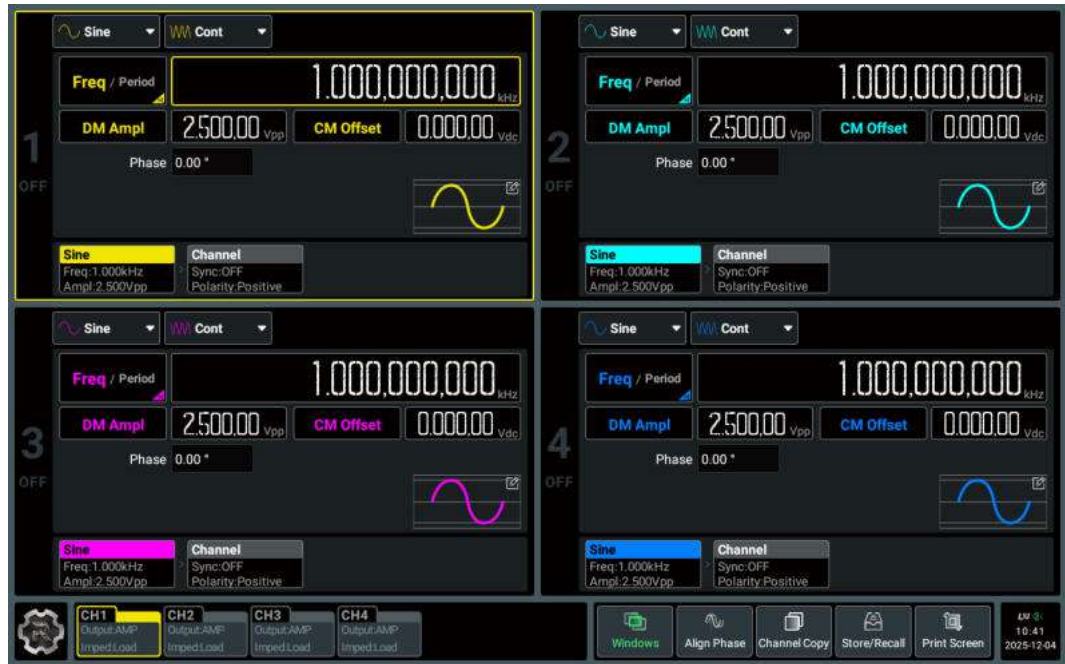 Sine Cont
Freq / Period 1.000,000,000 kHz
DM Ampl 2.500,00 Vpp CM Offset 0.000,00 Vdc
1
Phase 0.00 °
OFF
Sine Channel
Freq:1.000kHz Sync:OFF
Ampl:2.500Vpp Polarity:Positive
Sine Cont
Freq / Period 1.000,000,000 kHz
DM Ampl 2.500,00 Vpp CM Offset 0.000,00 Vdc
2
Phase 0.00 °
OFF
Sine Channel
Freq:1.000kHz Sync:OFF
Ampl:2.500Vpp Polarity:Positive
Sine Cont
Freq / Period 1.000,000,000 kHz
DM Ampl 2.500,00 Vpp CM Offset 0.000,00 Vdc
3
Phase 0.00 °
OFF
Sine Channel
Freq:1.000kHz Sync:OFF
Ampl:2.500Vpp Polarity:Positive
Sine Cont
Freq / Period 1.000,000,000 kHz
DM Ampl 2.500,00 Vpp CM Offset 0.000,00 Vdc
4
Phase 0.00 °
OFF
Sine Channel
Freq:1.000kHz Sync:OFF
Ampl:2.500Vpp Polarity:Positive
CH1 CH2 CH3 CH4
Output:AMP Output:AMP Output:AMP Output:AMP
Imped:Load Imped:Load Imped:Load Imped:Load
Windows Align Phase Channel Copy Store/Recall Print Screen
10:41
2025-12-04